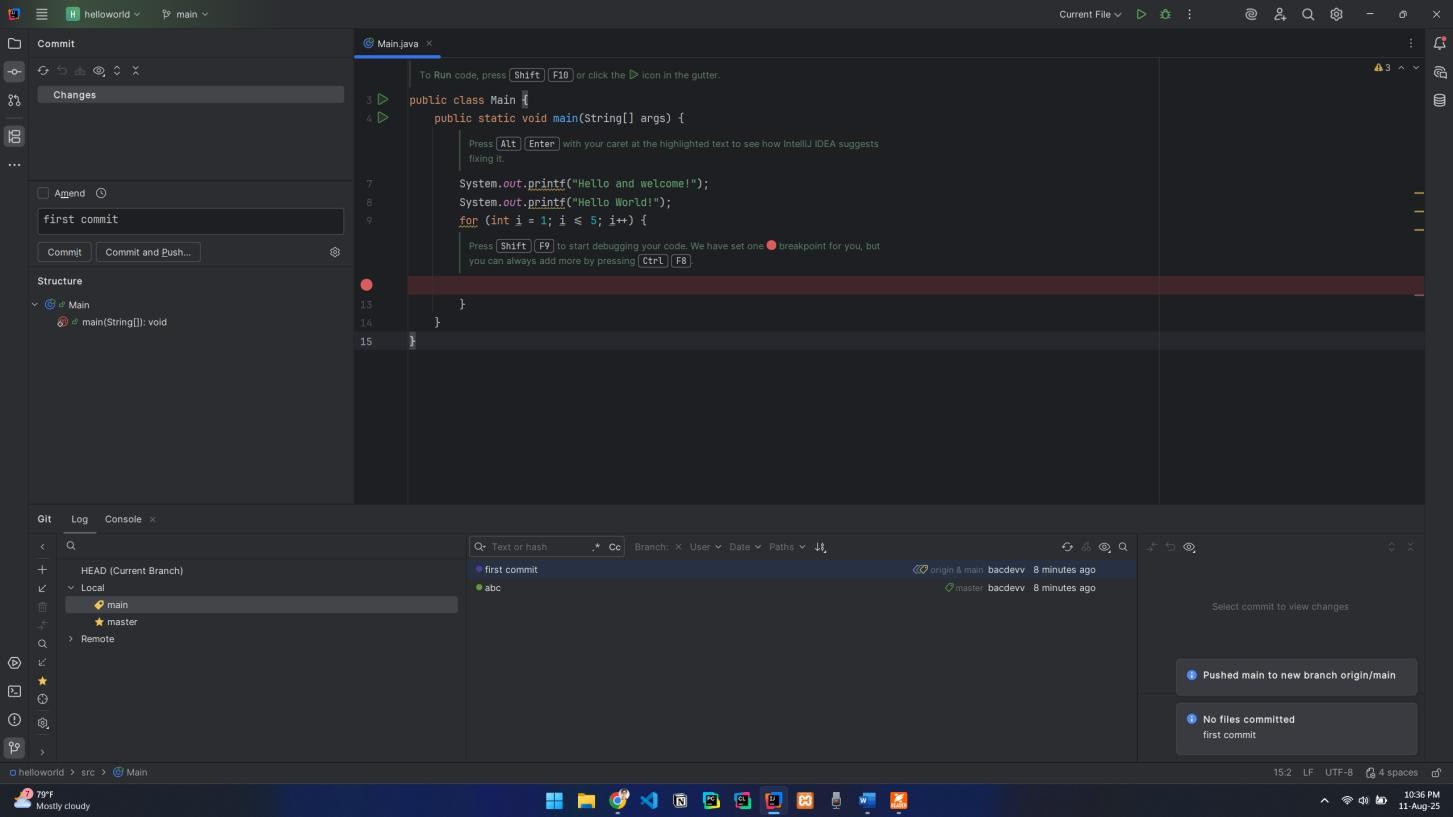 H helloworld main Current File
Commit
Changes
Amend
first commit
Commit Commit and Push...
Structure
Main
main(String[]): void
Main.java
3
To Run code, press Shift F10 or click the icon in the gutter.
3 public class Main {
4 public static void main(String[] args) {
Press Alt Enter with your caret at the highlighted text to see how IntelliJ IDEA suggests
fixing it.
7 System.out.printf("Hello and welcome!");
8 System.out.printf("Hello World!");
9 for (int i = 1; i ≤ 5; i++) {
Press Shift F9 to start debugging your code. We have set one breakpoint for you, but
you can always add more by pressing Ctrl F8.
13 }
14 }
15 }
Git Log Console
HEAD (Current Branch)
Local
main
master
Remote
Text or hash .* Cc Branch: User Date Paths
first commit origin & main bacdevv 8 minutes ago
abc master bacdevv 8 minutes ago
Select commit to view changes
Pushed main to new branch origin/main
No files committed
first commit
helloworld > src > Main 15:2 LF UTF-8 4 spaces
7 79°F
Mostly cloudy
10:36 PM
11-Aug-25